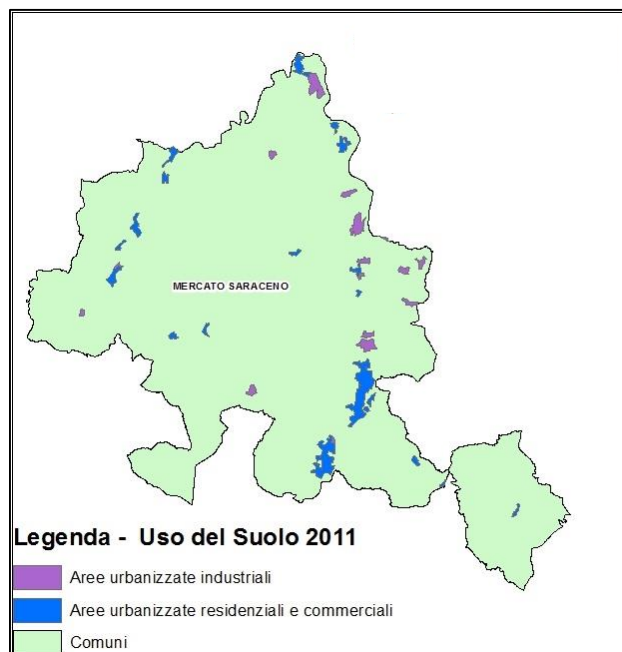 MERCATO SARACENO
Legenda - Uso del Suolo 2011
Aree urbanizzate industriali
Aree urbanizzate residenziali e commerciali
Comuni